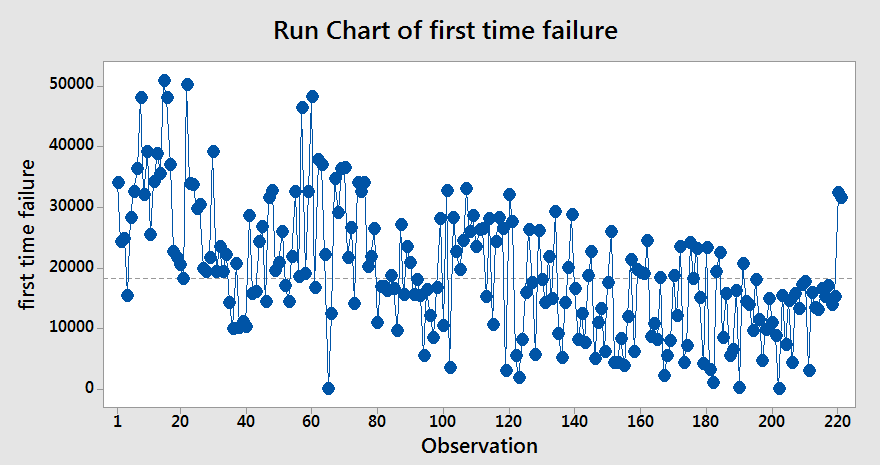 Run Chart of first time failure
first time failure
50000
40000
30000
20000
10000
0
1 20 40 60 80 100 120 140 160 180 200 220
Observation